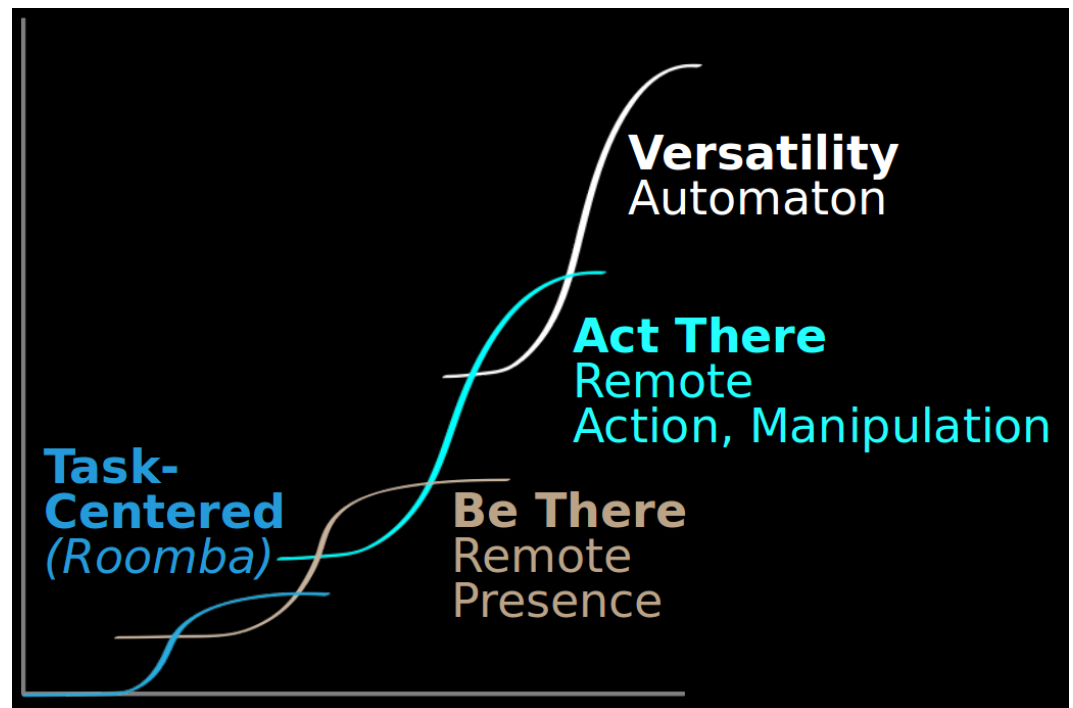 Versatility
Automaton
Act There
Remote
Action, Manipulation
Task-
Centered
(Roomba)
Be There
Remote
Presence